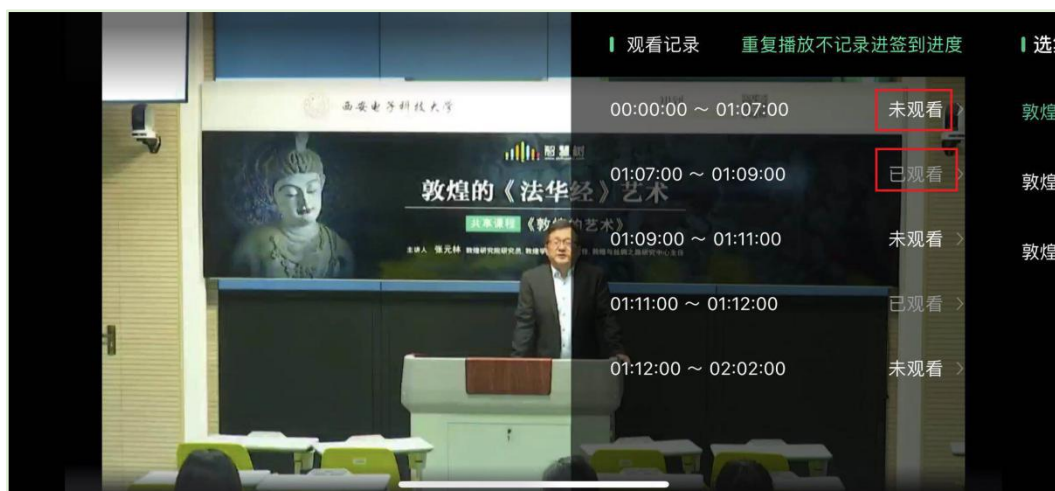 观看记录
重复播放不记录进签到进度
选
西安电子科技大学
00:00:00 ~ 01:07:00
未观看
敦煌
智慧树
01:07:00 ~ 01:09:00
已观看
敦煌
敦煌的《法华经》艺术
共享课程《敦煌的艺术》
01:09:00 ~ 01:11:00
未观看
敦煌
主讲人 张元林
01:11:00 ~ 01:12:00
已观看
01:12:00 ~ 02:02:00
未观看